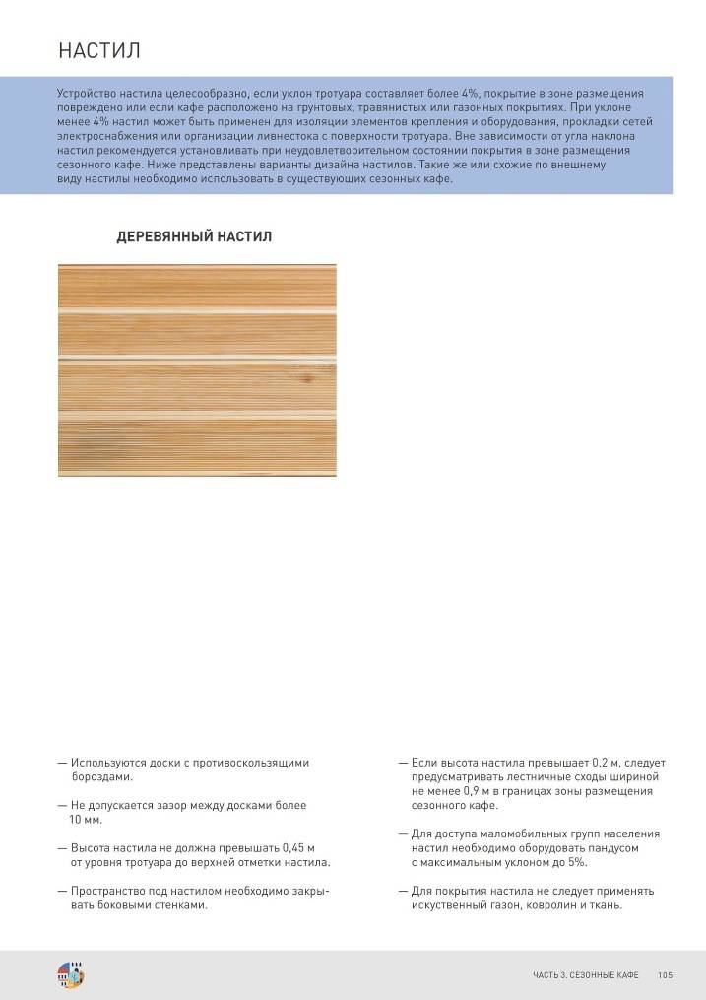 НАСТИЛ
Устройство настила целесообразно, если уклон тротуара составляет более 4%, покрытие в зоне размещения
повреждено или если кафе расположено на грунтовых, травянистых или газонных покрытиях. При уклоне
менее 4% настил может быть применен для изоляции элементов крепления и оборудования, прокладки сетей
электроснабжения или организации ливнестока с поверхности тротуара. Вне зависимости от угла наклона
настил рекомендуется установливать при неудовлетворительном состоянии покрытия в зоне размещения
сезонного кафе. Ниже представлены варианты дизайна настилов. Такие же или схожие по внешнему
виду настилы необходимо использовать в существующих сезонных кафе.
ДЕРЕВЯННЫЙ НАСТИЛ
— Используются доски с противоскользящими
бороздами.
— Не допускается зазор между досками более
10 мм.
— Высота настила не должна превышать 0,45 м
от уровня тротуара до верхней отметки настила.
— Пространство под настилом необходимо закры-
вать боковыми стенками.
— Если высота настила превышает 0,2 м, следует
предусматривать лестничные сходы шириной
не менее 0,9 м в границах зоны размещения
сезонного кафе.
— Для доступа маломобильных групп населения
настил необходимо оборудовать пандусом
с максимальным уклоном до 5%.
— Для покрытия настила не следует применять
искуственный газон, ковролин и ткань.
ЧАСТЬ 3. СЕЗОННЫЕ КАФЕ 105